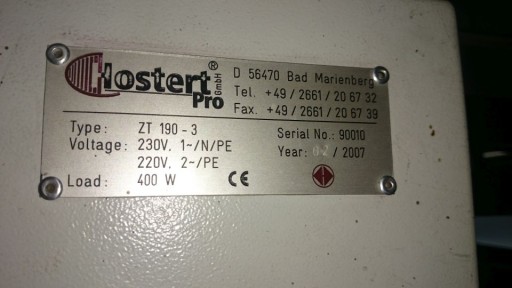 Hostert® Pro GmbH
D 56470 Bad Marienberg
Tel. +49/2661/20 67 32
Fax. +49/2661/20 67 39
Type: ZT 190-3
Serial No.: 90010
Voltage: 230V, 1~/N/PE
Year: 02/2007
220V, 2~/PE
Load: 400 W
CE